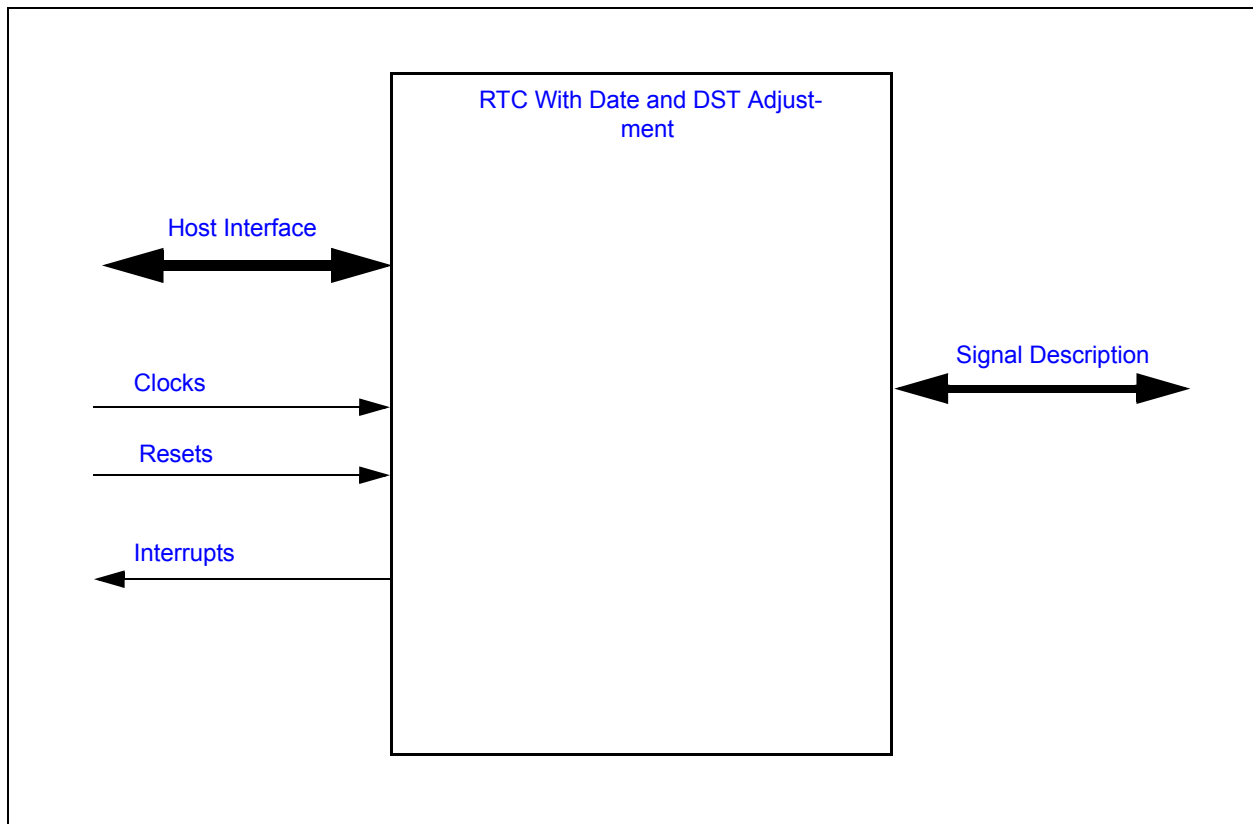 RTC With Date and DST Adjust-
ment
Host Interface
Signal Description
Clocks
Resets
Interrupts